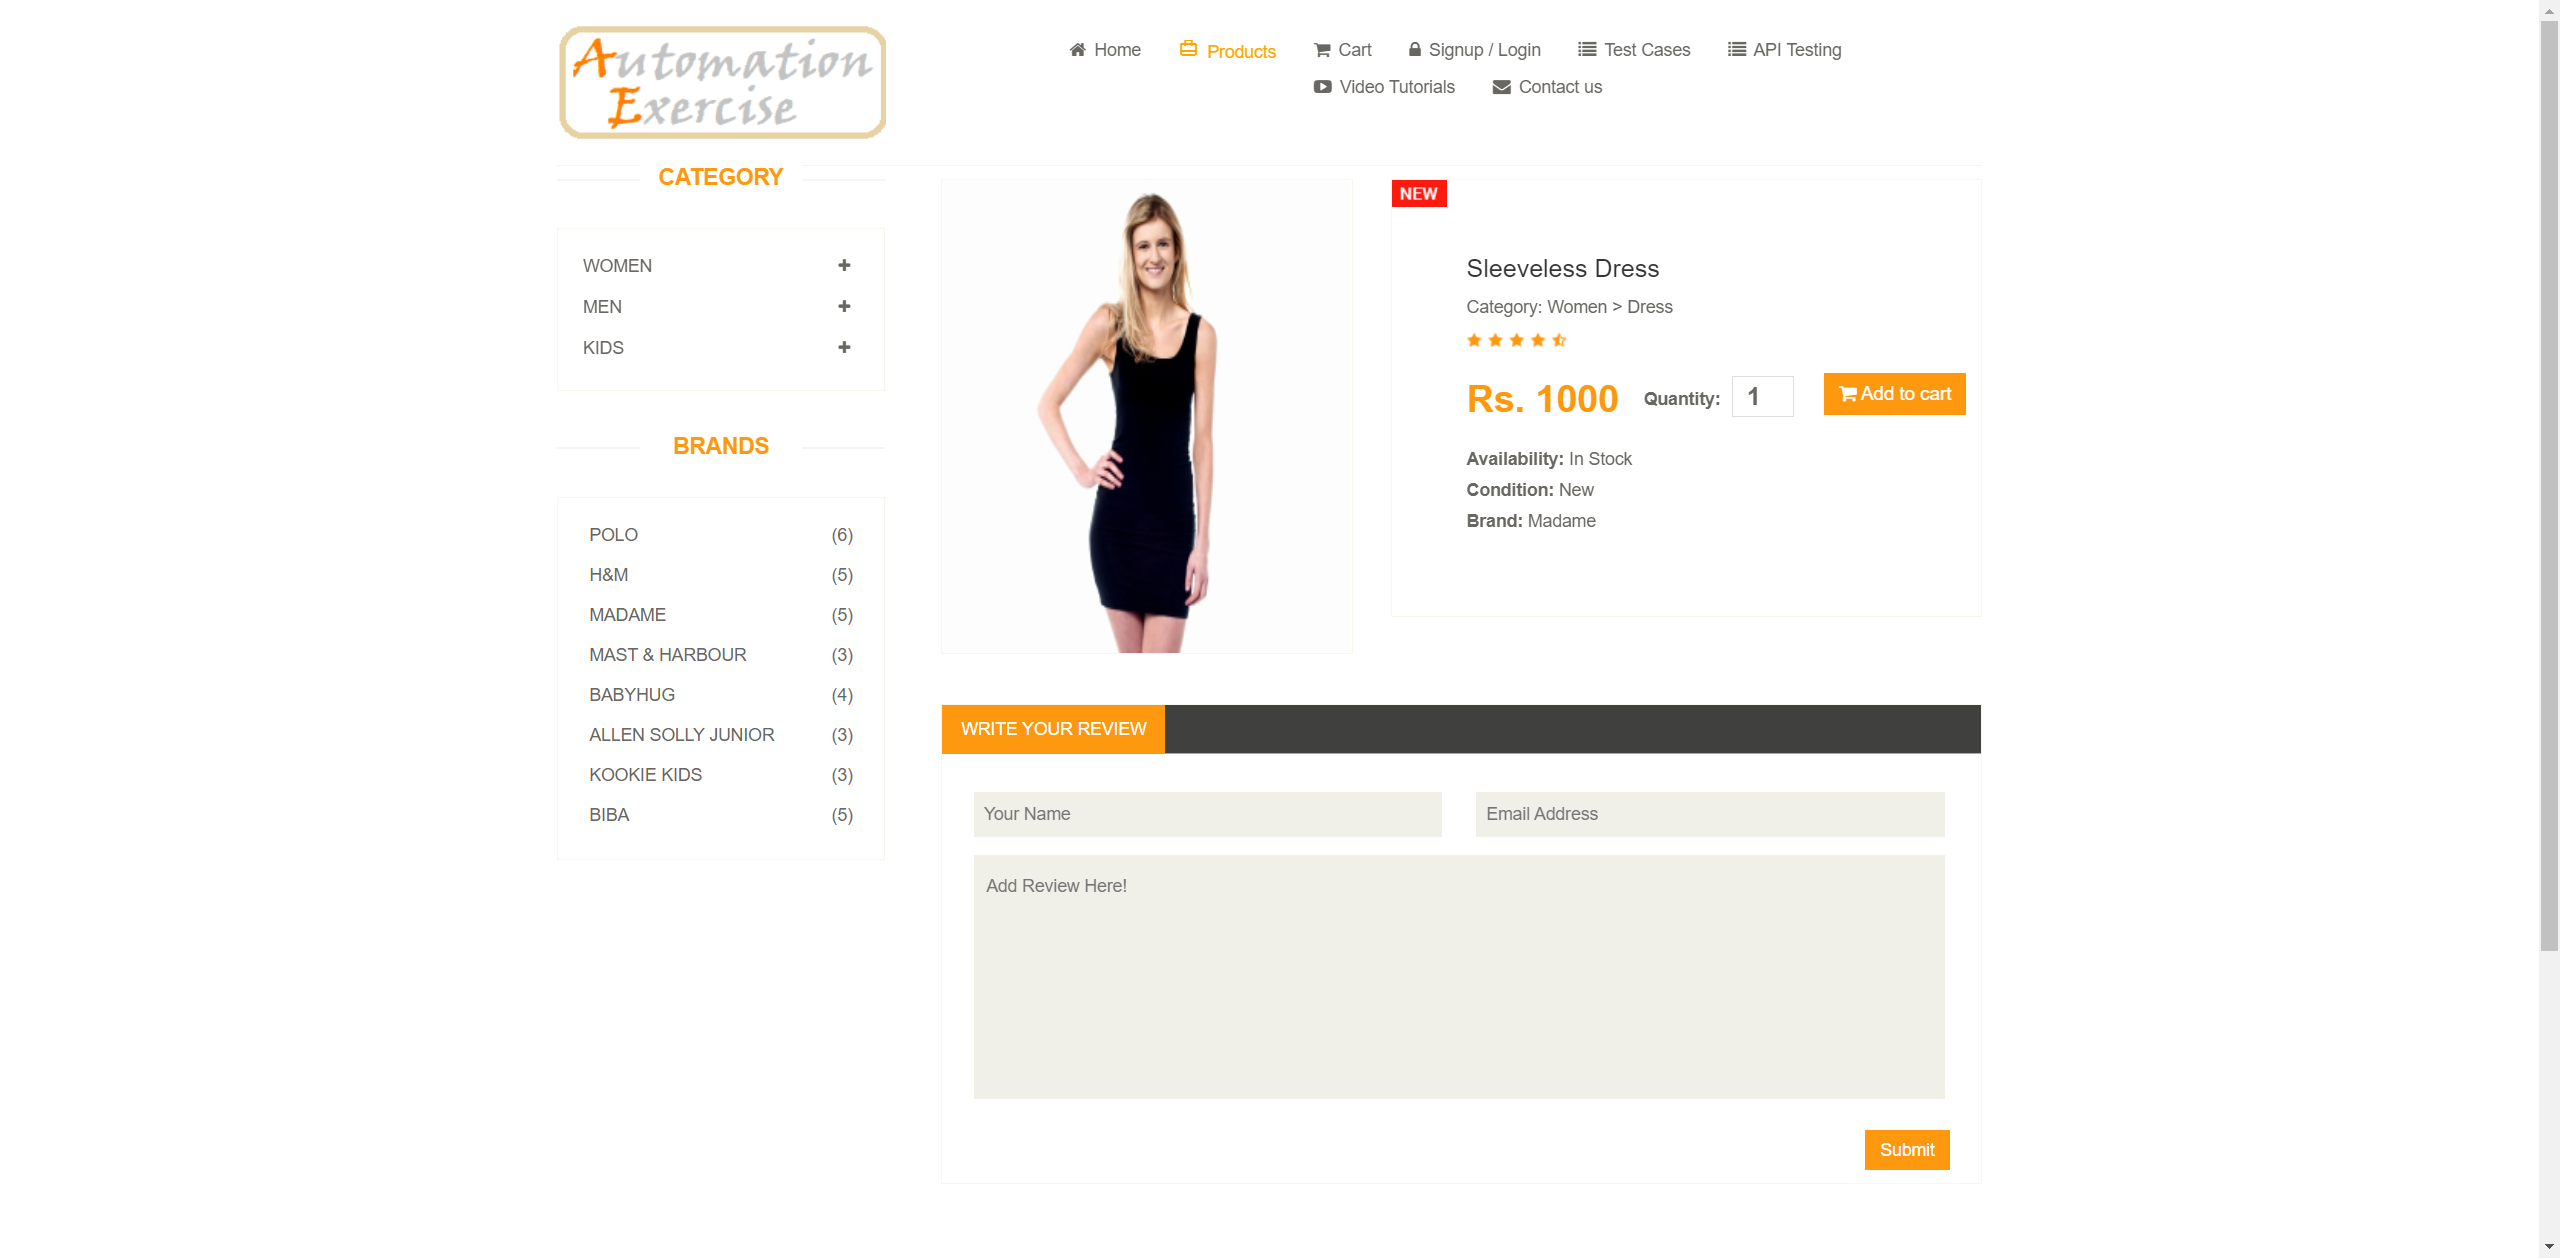 Automation
Exercise
Home
Products
Cart
Signup / Login
Test Cases
API Testing
Video Tutorials
Contact us
CATEGORY
WOMEN
MEN
KIDS
BRANDS
POLO (6)
H&M (5)
MADAME (5)
MAST & HARBOUR (3)
BABYHUG (4)
ALLEN SOLLY JUNIOR (3)
KOOKIE KIDS (3)
BIBA (5)
NEW
Sleeveless Dress
Category: Women > Dress
Rs. 1000 Quantity: 1 Add to cart
Availability: In Stock
Condition: New
Brand: Madame
WRITE YOUR REVIEW
Your Name
Email Address
Add Review Here!
Submit